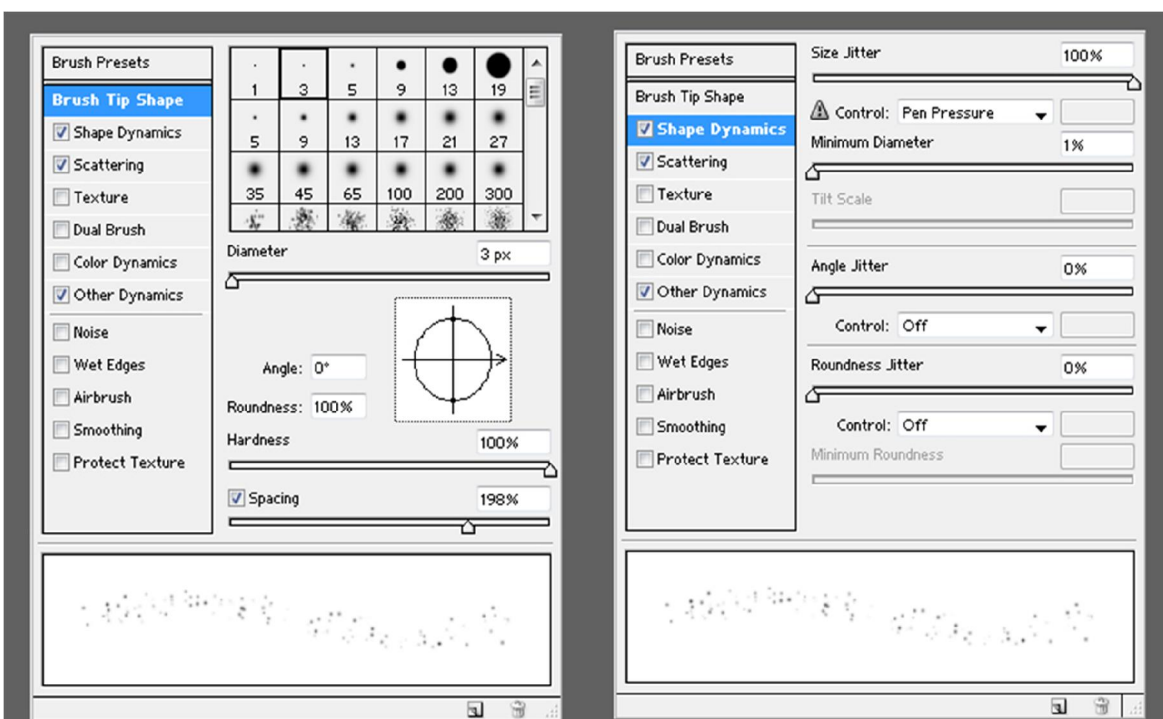 Brush Presets
Brush Tip Shape
Shape Dynamics
Scattering
Texture
Dual Brush
Color Dynamics
Other Dynamics
Noise
Wet Edges
Airbrush
Smoothing
Protect Texture
1 3 5 9 13 19
5 9 13 17 21 27
35 45 65 100 200 300
Diameter 3 px
Angle: 0°
Roundness: 100%
Hardness 100%
Spacing 198%
Brush Presets
Brush Tip Shape
Shape Dynamics
Scattering
Texture
Dual Brush
Color Dynamics
Other Dynamics
Noise
Wet Edges
Airbrush
Smoothing
Protect Texture
Size Jitter 100%
Control: Pen Pressure
Minimum Diameter 1%
Tilt Scale
Angle Jitter 0%
Control: Off
Roundness Jitter 0%
Control: Off
Minimum Roundness